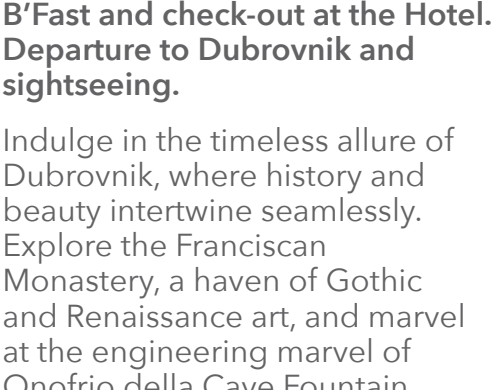 B’Fast and check-out at the Hotel.
Departure to Dubrovnik and
sightseeing.
Indulge in the timeless allure of
Dubrovnik, where history and
beauty intertwine seamlessly.
Explore the Franciscan
Monastery, a haven of Gothic
and Renaissance art, and marvel
at the engineering marvel of
Onofrio della Cave Fountain